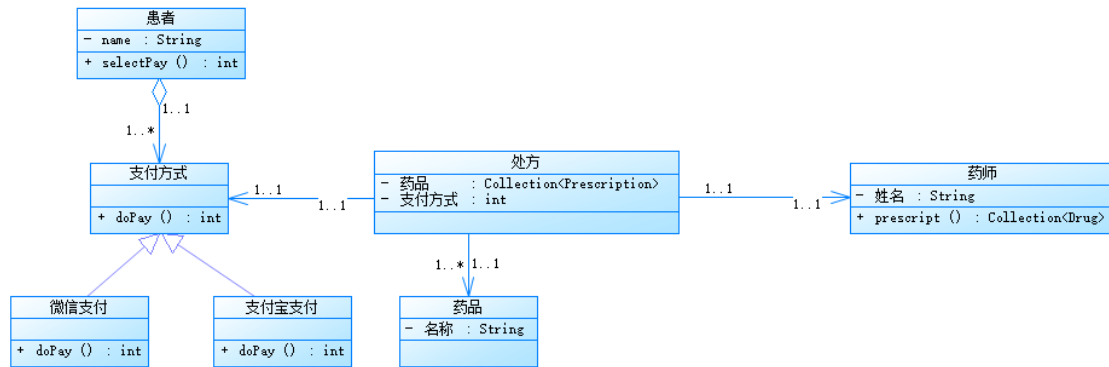 患者
- name : String
+ selectPay () : int
1..1
1..*
支付方式
+ doPay () : int
1..1
1..1
处方
- 药品 : Collection<Prescription>
- 支付方式 : int
1..1
1..1
药师
- 姓名 : String
+ prescript () : Collection<Drug>
1..*
1..1
微信支付
+ doPay () : int
支付宝支付
+ doPay () : int
药品
- 名称 : String